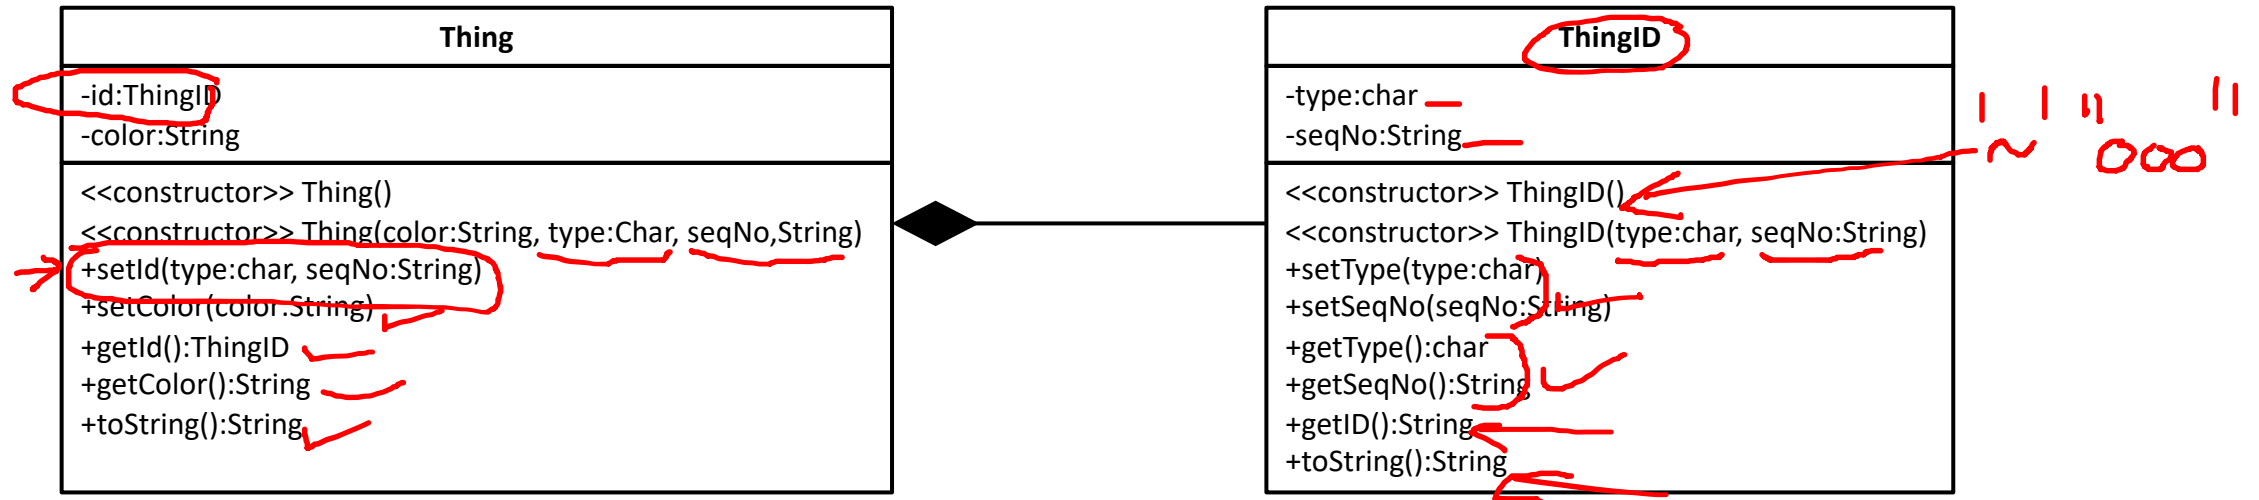 Thing
-id:ThingID
-color:String
<<constructor>> Thing()
<<constructor>> Thing(color:String, type:Char, seqNo,String)
+setId(type:char, seqNo:String)
+setColor(color:String)
+getId():ThingID
+getColor():String
+toString():String
ThingID
-type:char
-seqNo:String
<<constructor>> ThingID()
<<constructor>> ThingID(type:char, seqNo:String)
+setType(type:char)
+setSeqNo(seqNo:String)
+getType():char
+getSeqNo():String
+getID():String
+toString():String
'~' "000"